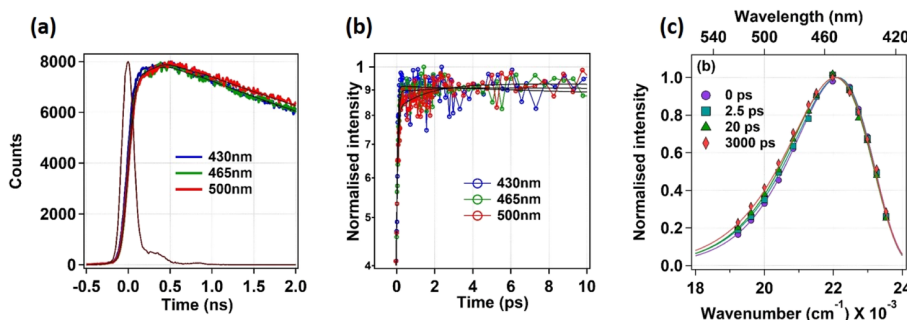 (a)
8000
6000
4000
2000
0
Counts
430nm
465nm
500nm
-0.5 0.0 0.5 1.0 1.5 2.0
Time (ns)
(b)
1
9
8
7
6
5
4
Normalised intensity
430nm
465nm
500nm
0 2 4 6 8 10
Time (ps)
(c)
Wavelength (nm)
540 500 460 420
(b)
1.0
0.8
0.6
0.4
0.2
0.0
Normalised intensity
0 ps
2.5 ps
20 ps
3000 ps
18 20 22 24
Wavenumber (cm⁻¹) X 10⁻³